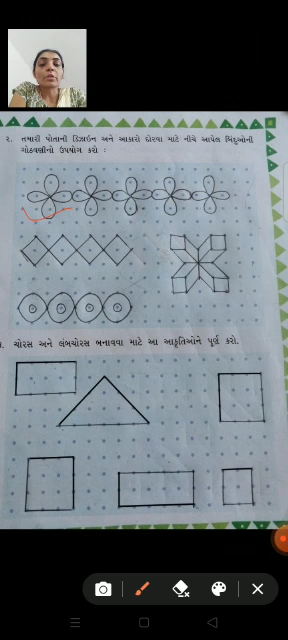 ૨. તમારી પોતાની ડિઝાઈન અને આકારો દોરવા માટે નીચે આપેલ બિંદુઓની
ગોઠવણીનો ઉપયોગ કરો :
ચોરસ અને લંબચોરસ બનાવવા માટે આ આકૃતિઓને પૂર્ણ કરો.